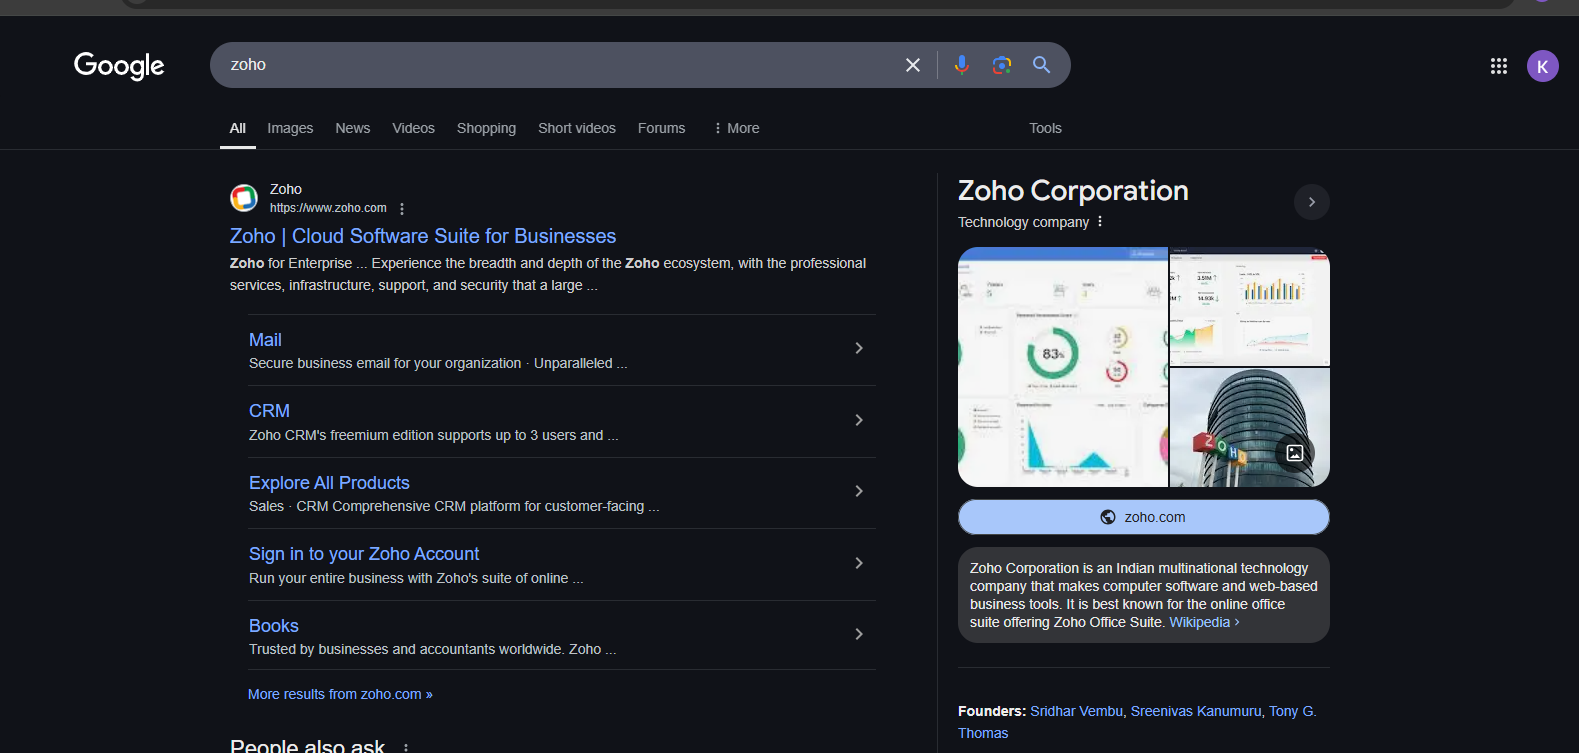 Google
zoho
K
All
Images
News
Videos
Shopping
Short videos
Forums
More
Tools
Zoho
https://www.zoho.com
Zoho | Cloud Software Suite for Businesses
Zoho for Enterprise ... Experience the breadth and depth of the Zoho ecosystem, with the professional
services, infrastructure, support, and security that a large ...
Mail
Secure business email for your organization · Unparalleled ...
CRM
Zoho CRM's freemium edition supports up to 3 users and ...
Explore All Products
Sales · CRM Comprehensive CRM platform for customer-facing ...
Sign in to your Zoho Account
Run your entire business with Zoho's suite of online ...
Books
Trusted by businesses and accountants worldwide. Zoho ...
More results from zoho.com »
People also ask
Zoho Corporation
Technology company
83%
3.51M
14.93k
ZOHO
zoho.com
Zoho Corporation is an Indian multinational technology
company that makes computer software and web-based
business tools. It is best known for the online office
suite offering Zoho Office Suite. Wikipedia ›
Founders: Sridhar Vembu, Sreenivas Kanumuru, Tony G.
Thomas